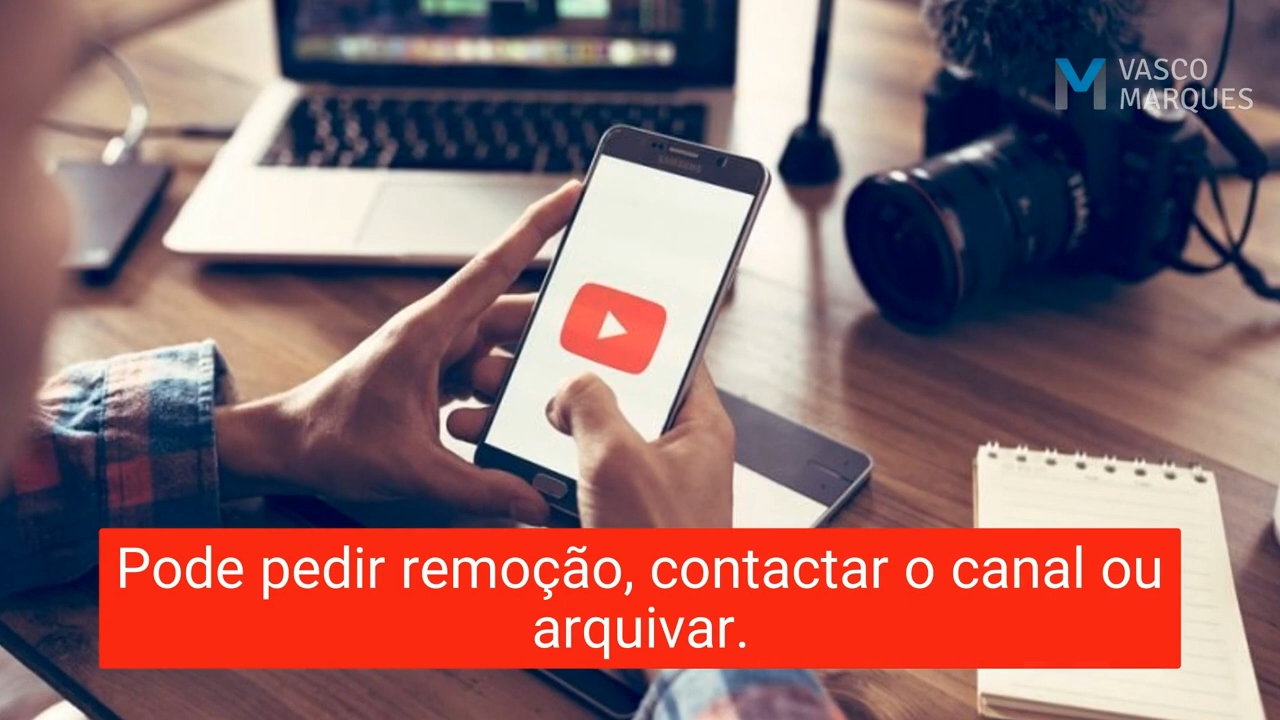 VASCO
MARQUES
SAMSUNG
Pode pedir remoção, contactar o canal ou
arquivar.